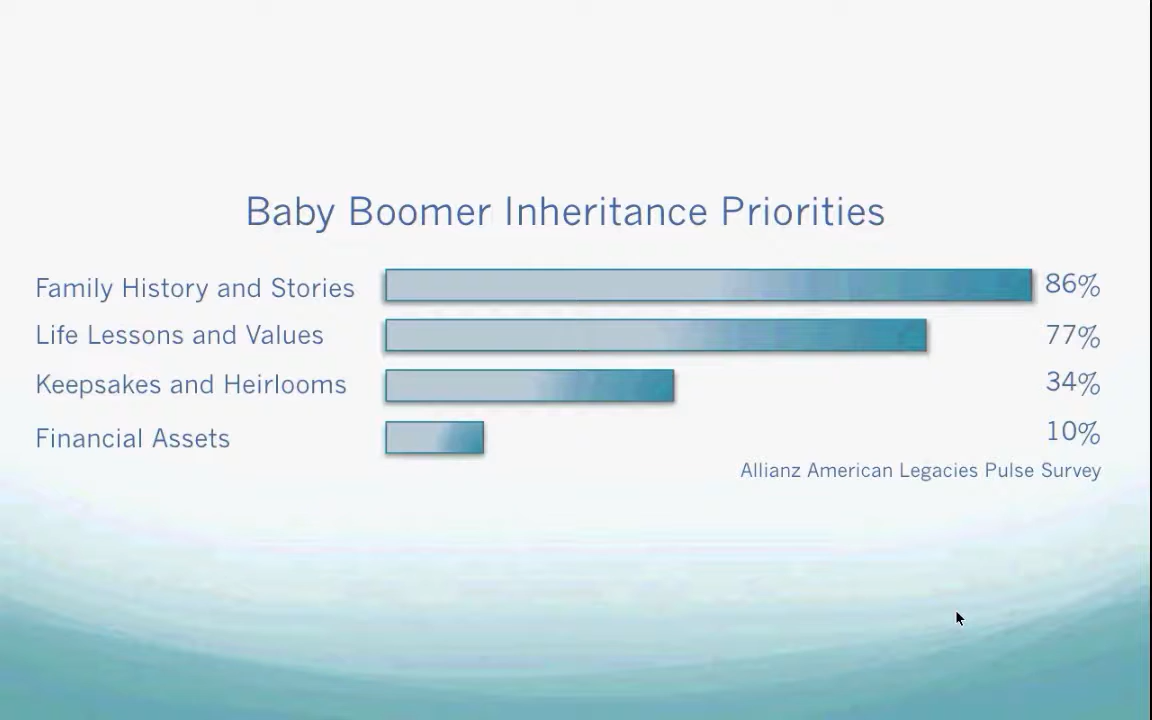 Baby Boomer Inheritance Priorities
Family History and Stories 86%
Life Lessons and Values 77%
Keepsakes and Heirlooms 34%
Financial Assets 10%
Allianz American Legacies Pulse Survey